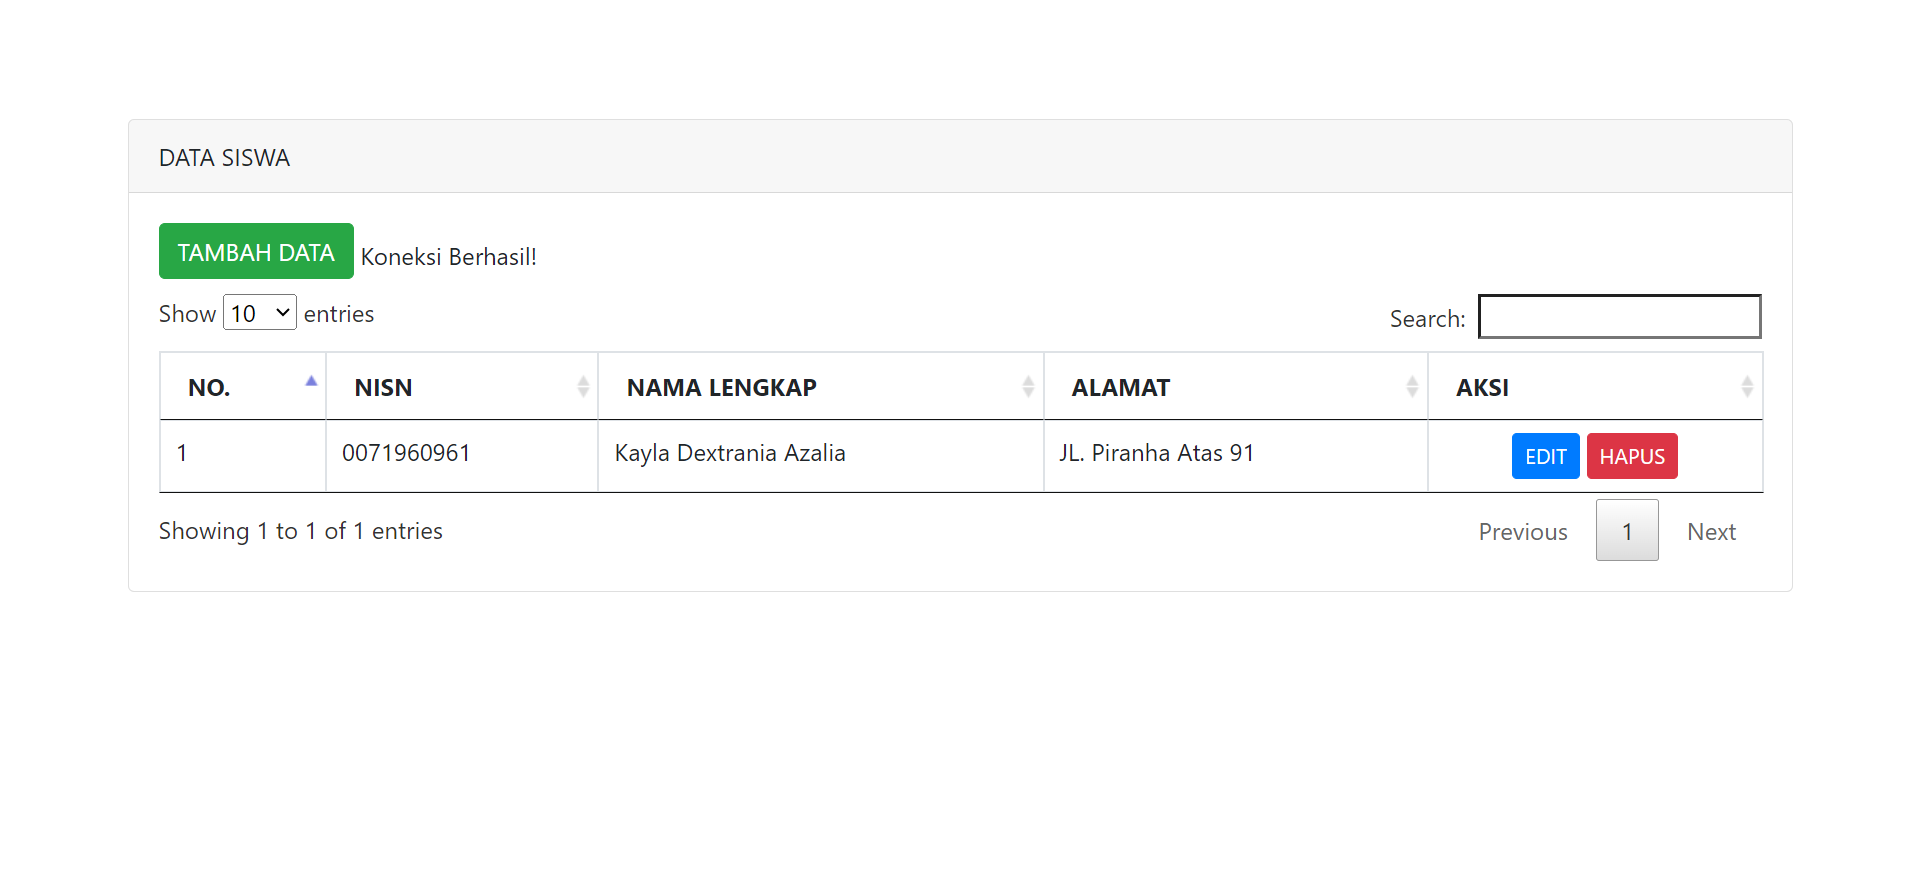 DATA SISWA
TAMBAH DATA Koneksi Berhasil!
Show 10 entries Search:
NO. NISN NAMA LENGKAP ALAMAT AKSI
1 0071960961 Kayla Dextrania Azalia JL. Piranha Atas 91 EDIT HAPUS
Showing 1 to 1 of 1 entries Previous 1 Next